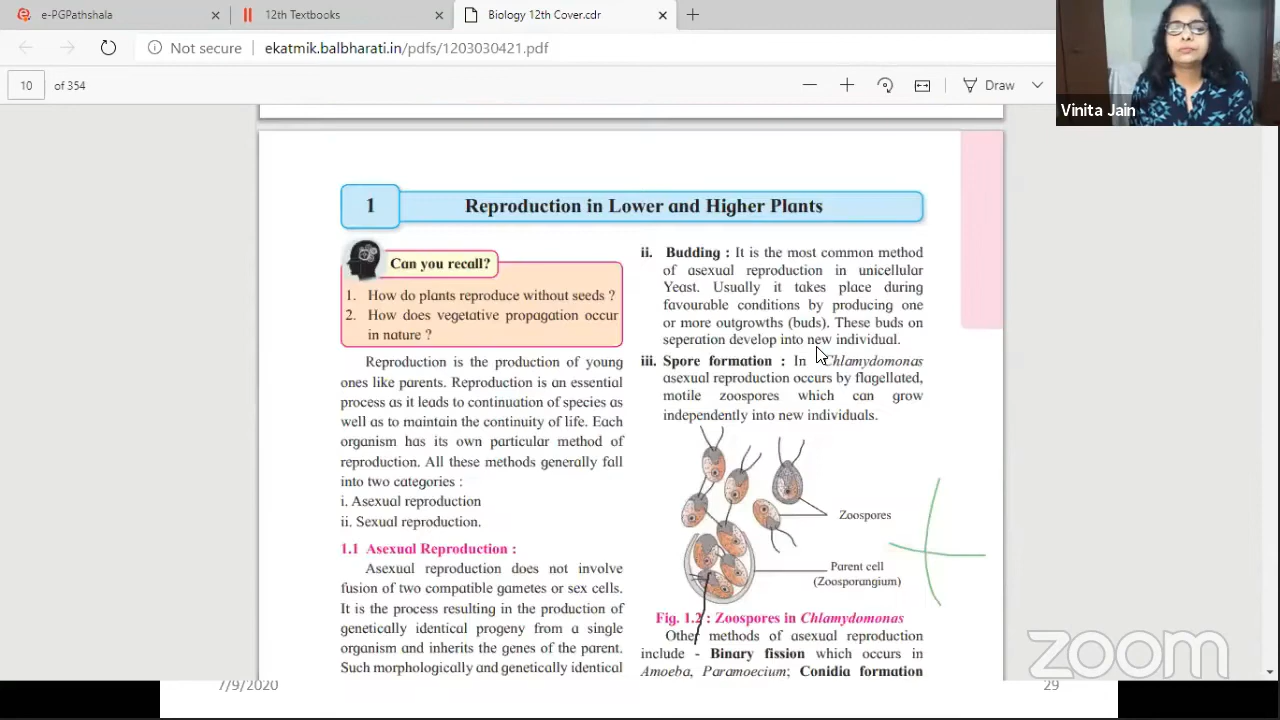 e-PGPathshala
12th Textbooks
Biology 12th Cover.cdr
Not secure
ekatmik.balbharati.in/pdfs/1203030421.pdf
10 of 354
Draw
Vinita Jain
1
Reproduction in Lower and Higher Plants
Can you recall?
1. How do plants reproduce without seeds ?
2. How does vegetative propagation occur
in nature ?
Reproduction is the production of young
ones like parents. Reproduction is an essential
process as it leads to continuation of species as
well as to maintain the continuity of life. Each
organism has its own particular method of
reproduction. All these methods generally fall
into two categories :
i. Asexual reproduction
ii. Sexual reproduction.
1.1 Asexual Reproduction :
Asexual reproduction does not involve
fusion of two compatible gametes or sex cells.
It is the process resulting in the production of
genetically identical progeny from a single
organism and inherits the genes of the parent.
Such morphologically and genetically identical
ii. Budding : It is the most common method
of asexual reproduction in unicellular
Yeast. Usually it takes place during
favourable conditions by producing one
or more outgrowths (buds). These buds on
seperation develop into new individual.
iii. Spore formation : In Chlamydomonas
asexual reproduction occurs by flagellated,
motile zoospores which can grow
independently into new individuals.
Zoospores
Parent cell
(Zoosporangium)
Fig. 1.2 : Zoospores in Chlamydomonas
Other methods of asexual reproduction
include - Binary fission which occurs in
Amoeba, Paramoecium; Conidia formation
zoom
7/9/2020
29